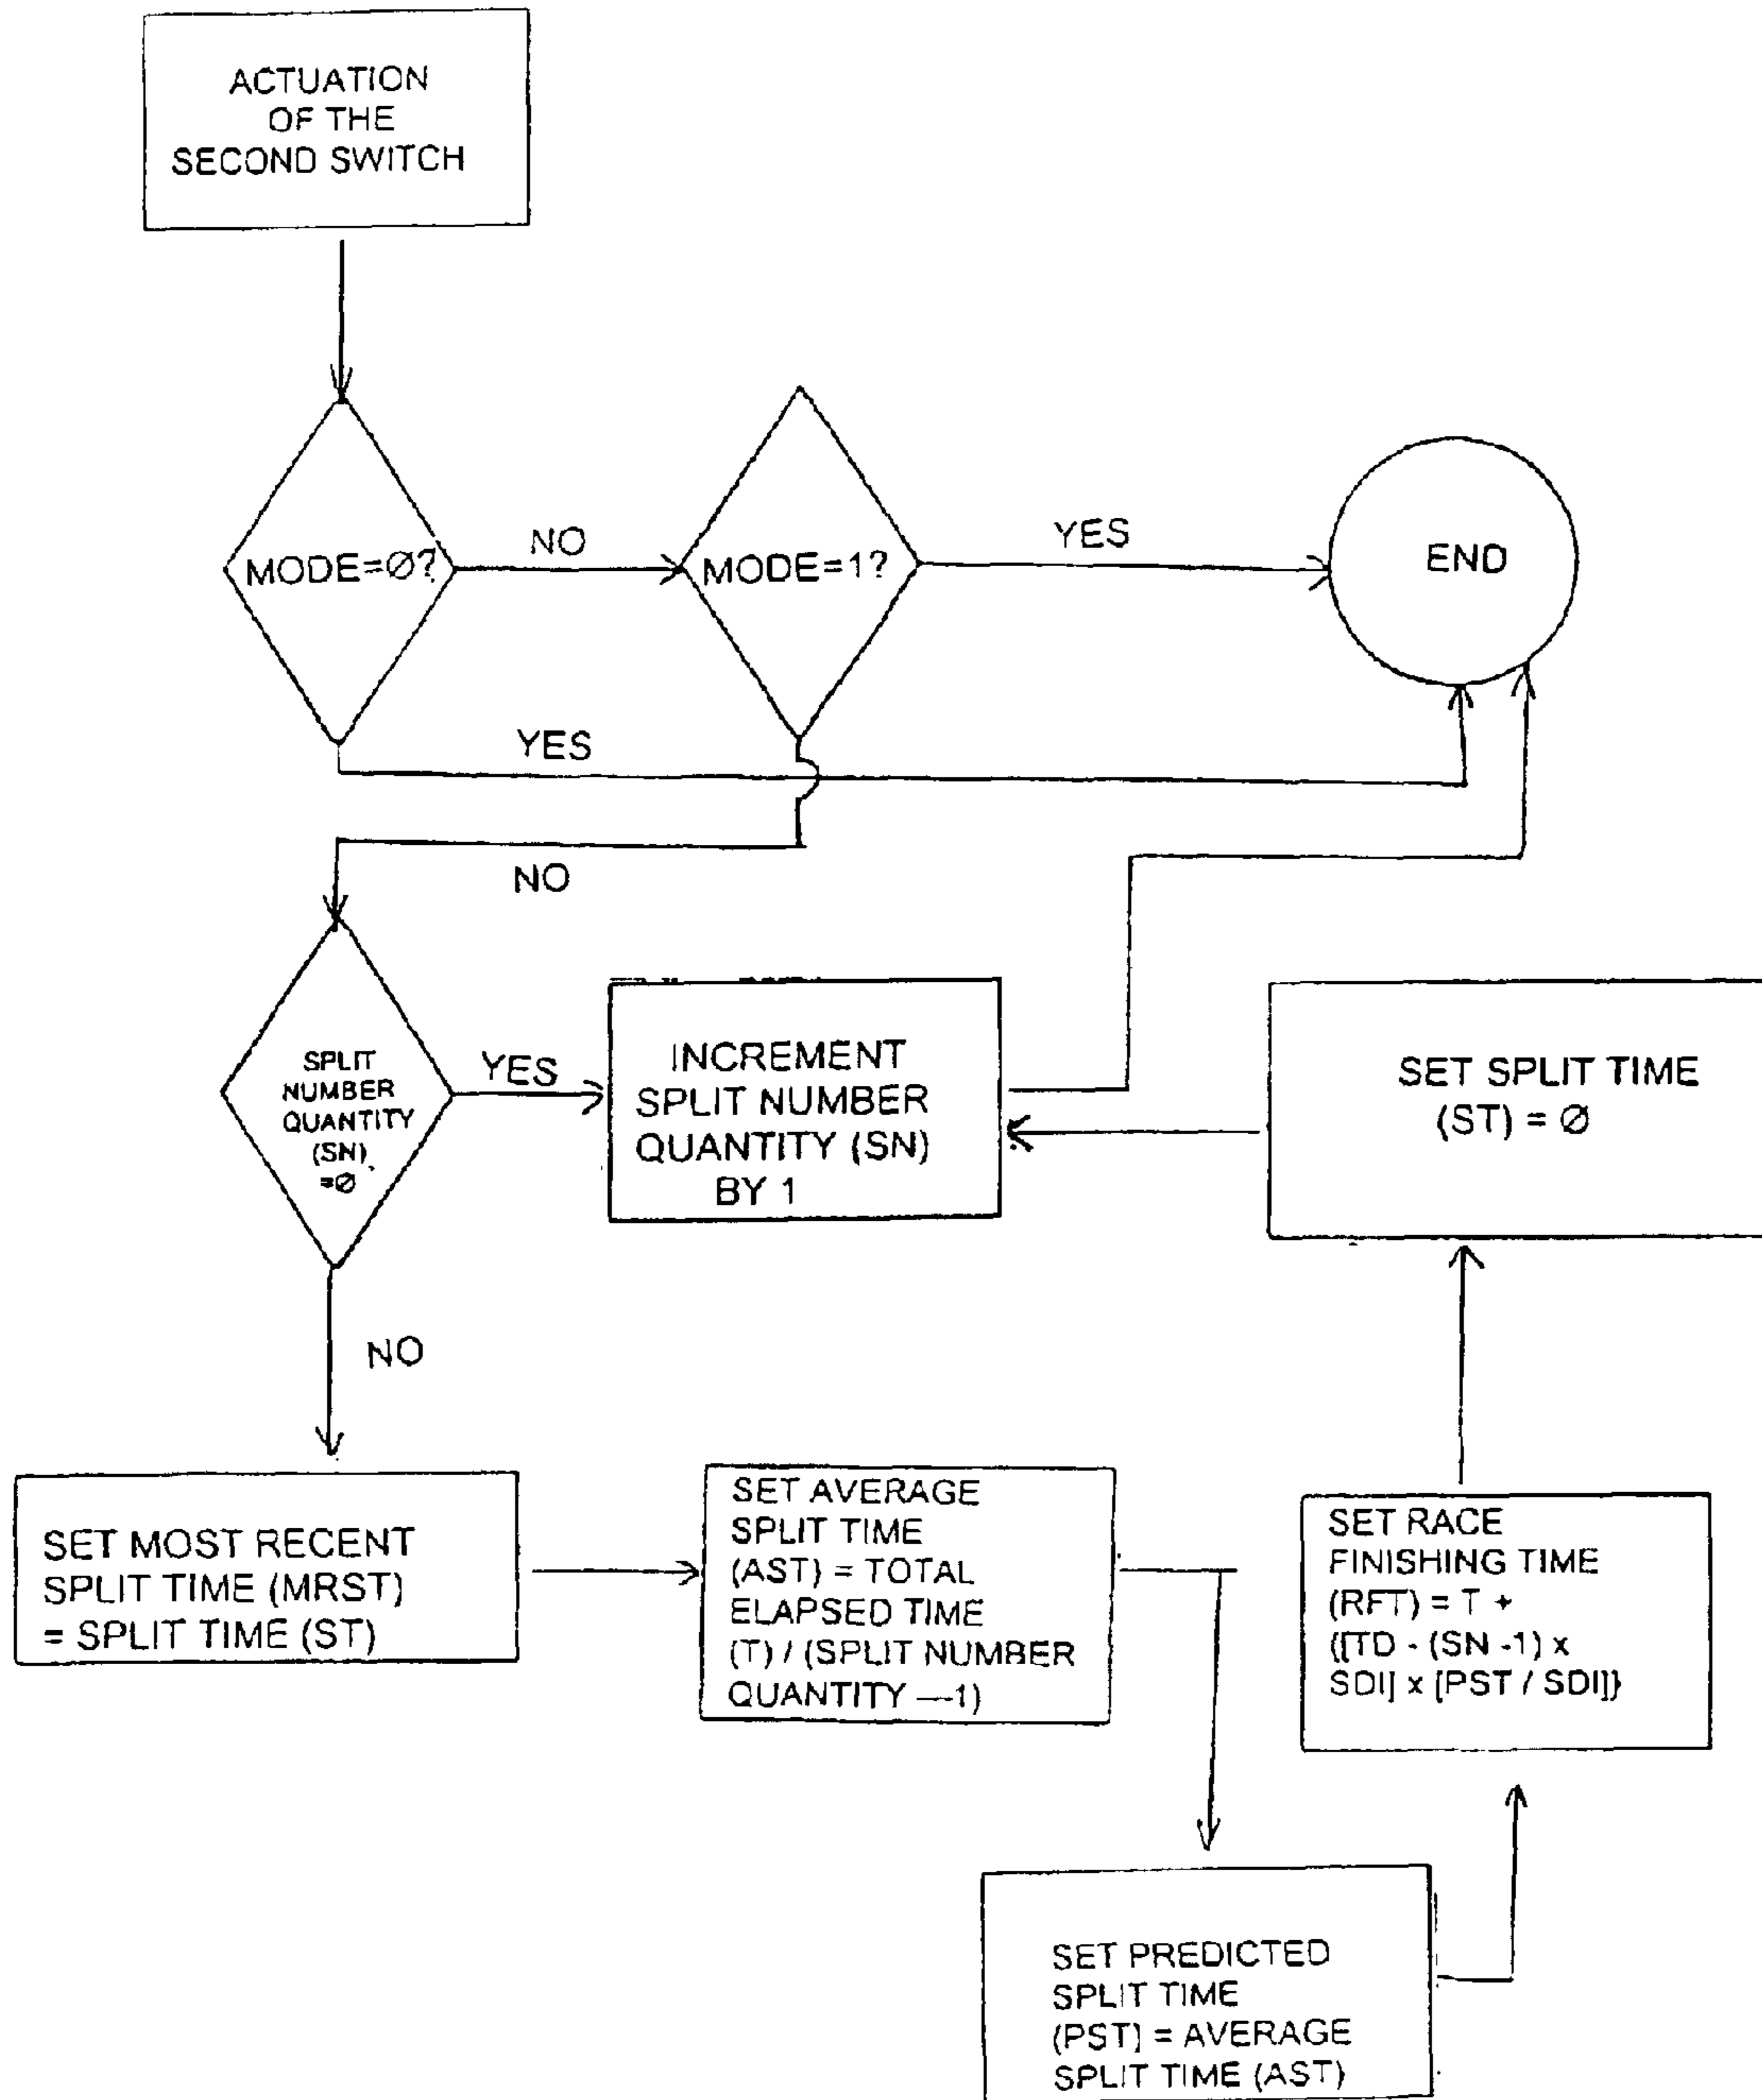 ACTUATION
OF THE
SECOND SWITCH
MODE=Ø?
NO
MODE=1?
YES
END
YES
NO
SPLIT
NUMBER
QUANTITY
(SN)
=Ø
YES
INCREMENT
SPLIT NUMBER
QUANTITY (SN)
BY 1
SET SPLIT TIME
(ST) = Ø
NO
SET MOST RECENT
SPLIT TIME (MRST)
= SPLIT TIME (ST)
SET AVERAGE
SPLIT TIME
(AST) = TOTAL
ELAPSED TIME
(T) / (SPLIT NUMBER
QUANTITY —1)
SET RACE
FINISHING TIME
(RFT) = T +
{[TD - (SN -1) x
SDI] x [PST / SDI]}
SET PREDICTED
SPLIT TIME
(PST] = AVERAGE
SPLIT TIME (AST)